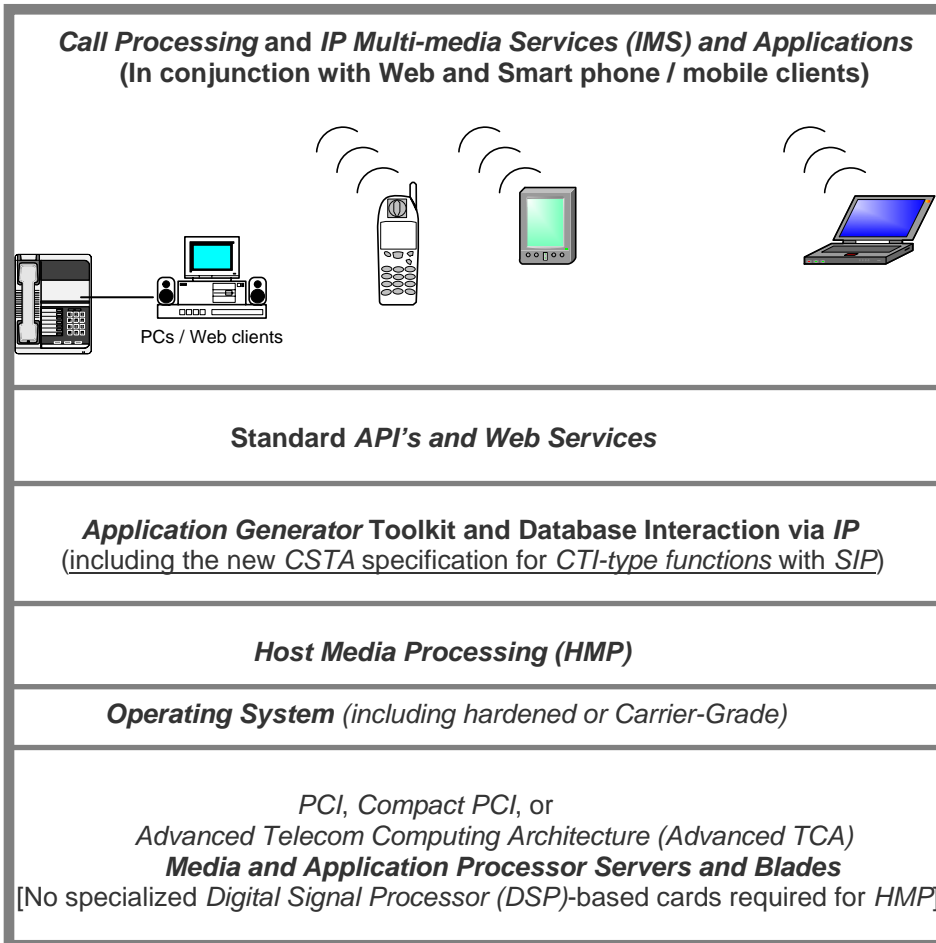 Call Processing and IP Multi-media Services (IMS) and Applications
(In conjunction with Web and Smart phone / mobile clients)
PCs / Web clients
Standard API's and Web Services
Application Generator Toolkit and Database Interaction via IP
(including the new CSTA specification for CTI-type functions with SIP)
Host Media Processing (HMP)
Operating System (including hardened or Carrier-Grade)
PCI, Compact PCI, or
Advanced Telecom Computing Architecture (Advanced TCA)
Media and Application Processor Servers and Blades
[No specialized Digital Signal Processor (DSP)-based cards required for HMP]